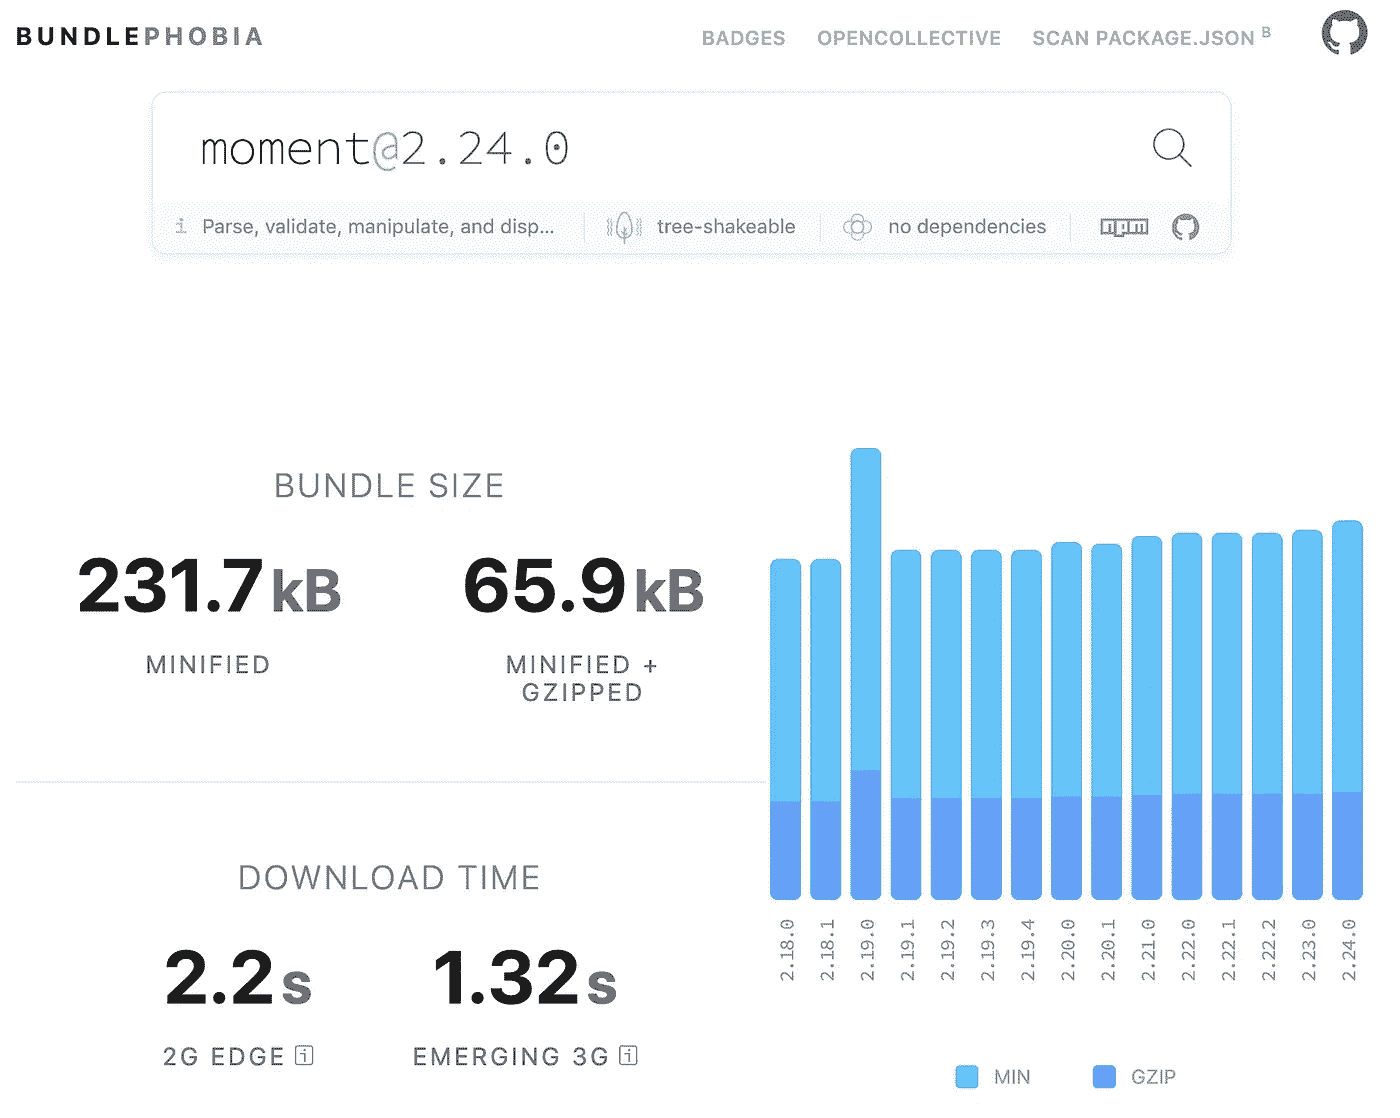 BUNDLEPHOBIA
BADGES OPENCOLLECTIVE SCAN PACKAGE.JSON B
moment@2.24.0
i Parse, validate, manipulate, and disp... tree-shakeable no dependencies npm
BUNDLE SIZE
231.7 kB 65.9 kB
MINIFIED MINIFIED +
GZIPPED
DOWNLOAD TIME
2.2 s 1.32 s
2G EDGE i EMERGING 3G i
2.18.0 2.18.1 2.19.0 2.19.1 2.19.2 2.19.3 2.19.4 2.20.0 2.20.1 2.21.0 2.22.0 2.22.1 2.22.2 2.23.0 2.24.0
MIN GZIP